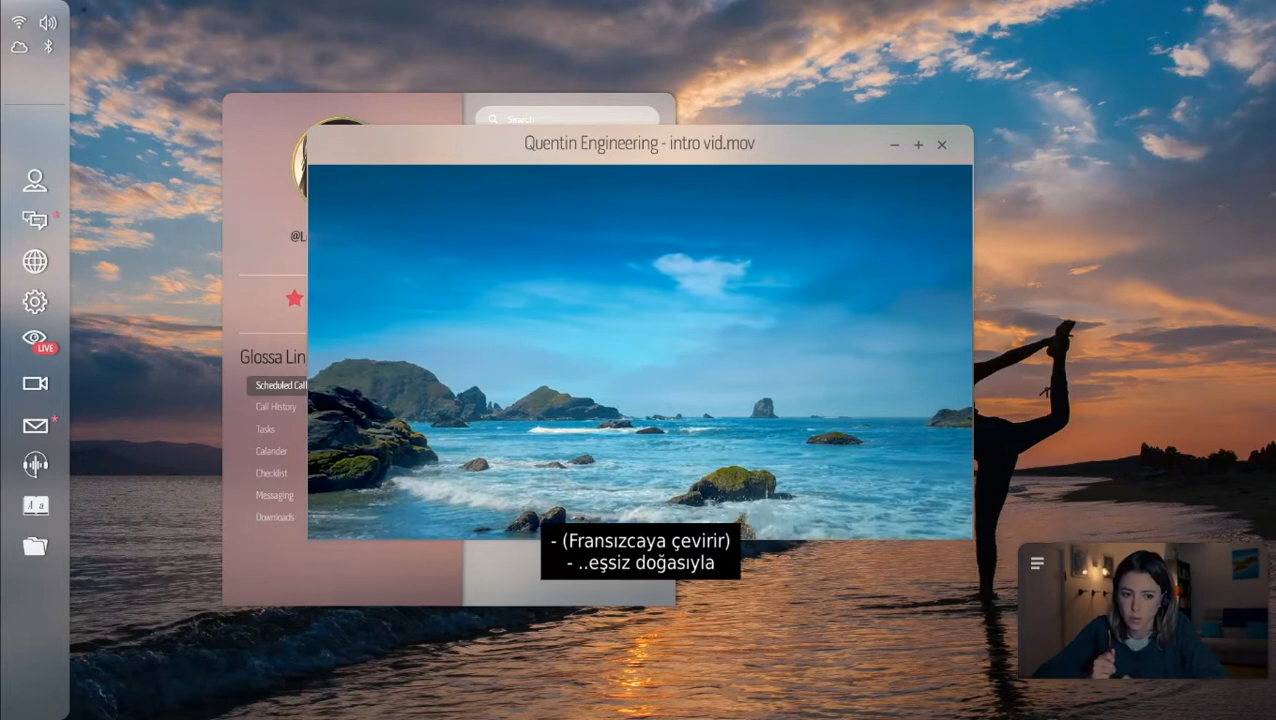 Search
Quentin Engineering - intro vid.mov
@L
LIVE
Glossa Lin
Scheduled Call
Call History
Tasks
Calander
Checklist
Messaging
Downloads
A a
- (Fransızcaya çevirir)
- ..eşsiz doğasıyla